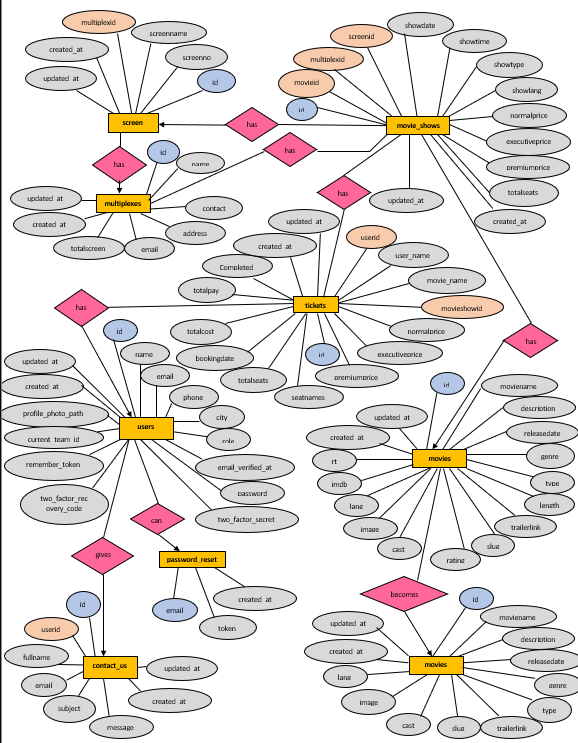 multiplexid
screenname
created_at
screenno
updated_at
id
screen
has
id
name
updated_at
multiplexes
contact
created_at
address
totalscreen
email
showdate
screenid
showtime
multiplexid
showtype
movieid
showlang
id
normalprice
has
movie_shows
executiveprice
has
premiumprice
totalseats
has
updated_at
created_at
updated_at
userid
created_at
user_name
Completed
movie_name
totalpay
tickets
movieshowid
totalcost
normalprice
bookingdate
id
executiveprice
totalseats
premiumprice
seatnames
has
has
id
name
updated_at
email
created_at
phone
profile_photo_path
city
current_team_id
users
role
remember_token
email_verified_at
password
two_factor_rec
overy_code
two_factor_secret
can
gives
password_reset
email
created_at
token
id
userid
fullname
contact_us
updated_at
email
created_at
subject
message
id
moviename
updated_at
description
created_at
releasedate
rt
movies
genre
imdb
type
lang
length
image
trailerlink
cast
slug
rating
becomes
id
moviename
updated_at
description
created_at
releasedate
lang
movies
genre
image
type
cast
slug
trailerlink